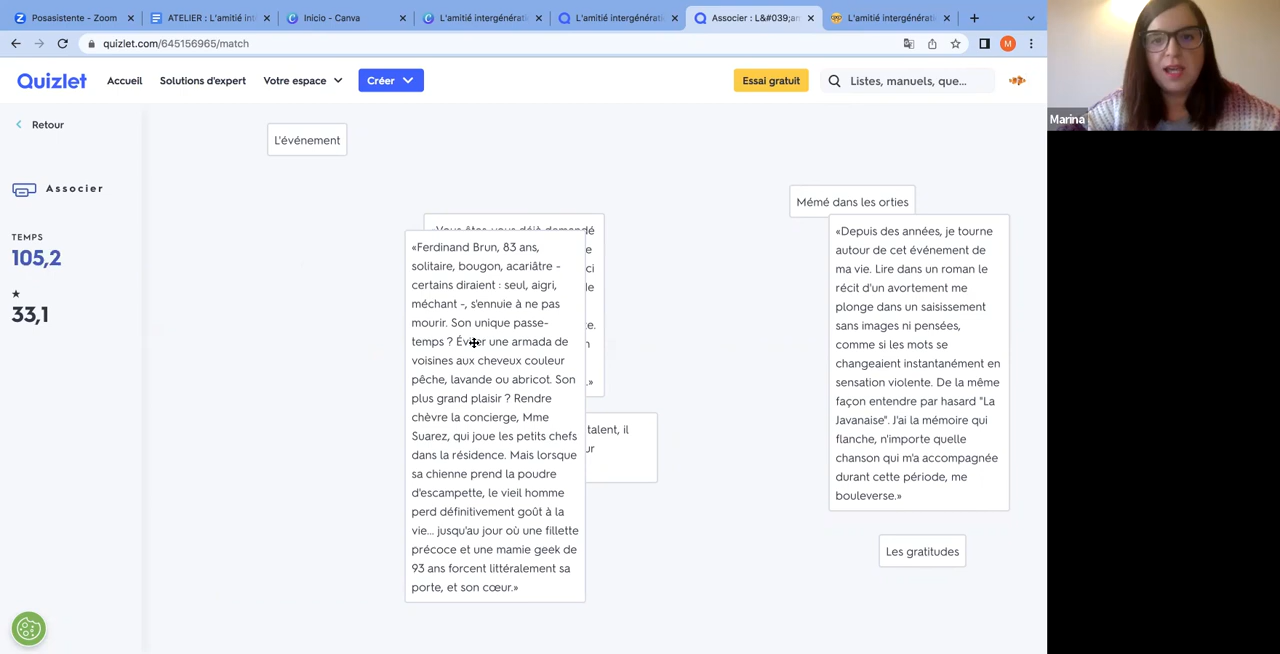 Posasistente - Zoom
ATELIER : L'amitié int
Inicio - Canva
L'amitié intergénérati
L'amitié intergénérati
Associer : L&#039;am
L'amitié intergénérati
quizlet.com/645156965/match
M
Quizlet
Accueil
Solutions d'expert
Votre espace
Créer
Essai gratuit
Listes, manuels, que...
Retour
Associer
TEMPS
105,2
33,1
L'événement
«Vous êtes-vous déjà demandé
«Ferdinand Brun, 83 ans,
solitaire, bougon, acariâtre -
certains diraient : seul, aigri,
méchant -, s'ennuie à ne pas
mourir. Son unique passe-
temps ? Éviter une armada de
voisines aux cheveux couleur
pêche, lavande ou abricot. Son
plus grand plaisir ? Rendre
chèvre la concierge, Mme
Suarez, qui joue les petits chefs
dans la résidence. Mais lorsque
sa chienne prend la poudre
d'escampette, le vieil homme
perd définitivement goût à la
vie... jusqu'au jour où une fillette
précoce et une mamie geek de
93 ans forcent littéralement sa
porte, et son cœur.»
talent, il
Mémé dans les orties
«Depuis des années, je tourne
autour de cet événement de
ma vie. Lire dans un roman le
récit d'un avortement me
plonge dans un saisissement
sans images ni pensées,
comme si les mots se
changeaient instantanément en
sensation violente. De la même
façon entendre par hasard "La
Javanaise". J'ai la mémoire qui
flanche, n'importe quelle
chanson qui m'a accompagnée
durant cette période, me
bouleverse.»
Les gratitudes
Marina